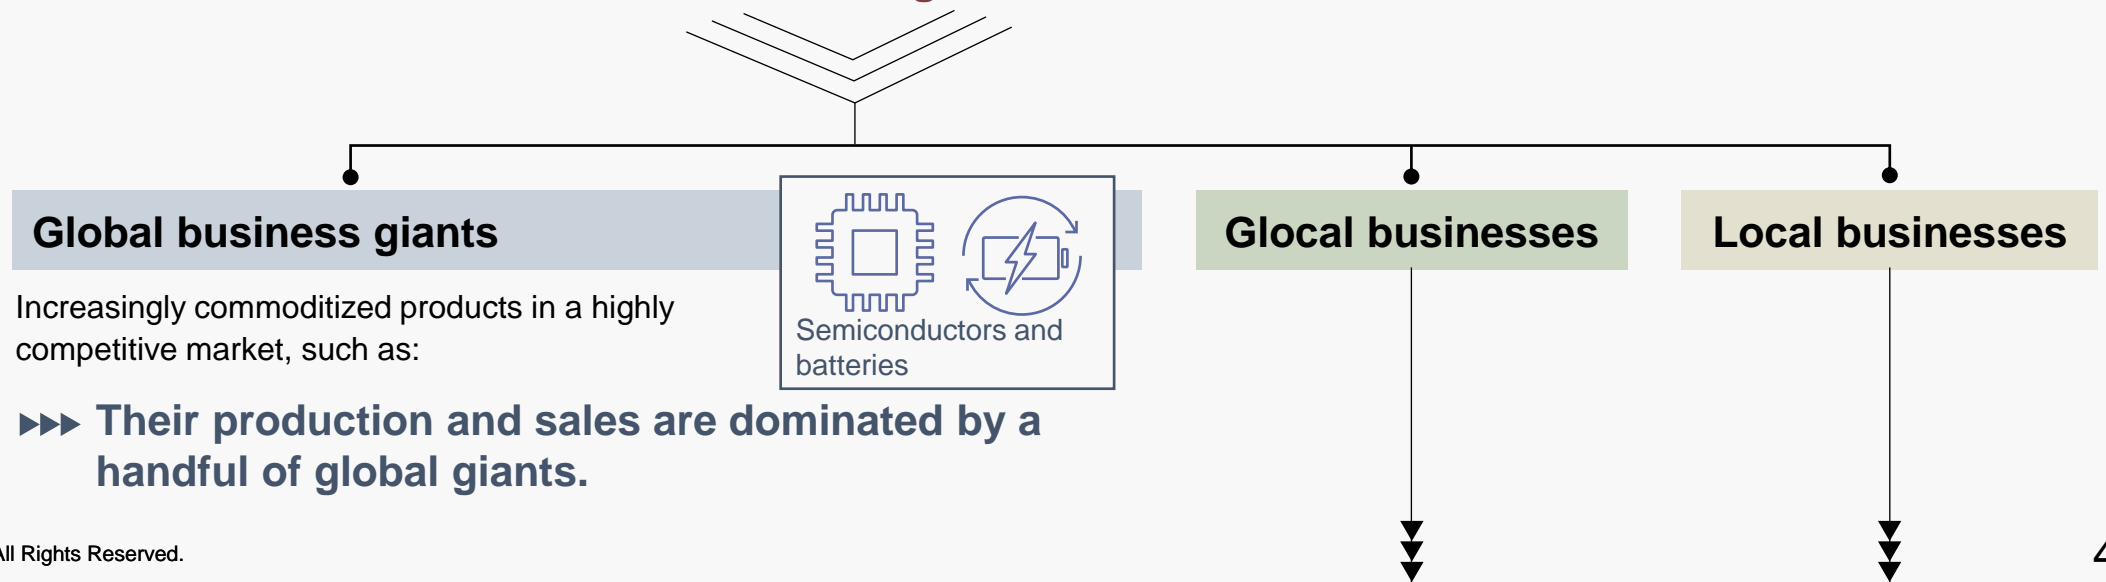 Global business giants
Glocal businesses
Local businesses
Increasingly commoditized products in a highly
competitive market, such as:
Semiconductors and
batteries
Their production and sales are dominated by a
handful of global giants.
All Rights Reserved.
4